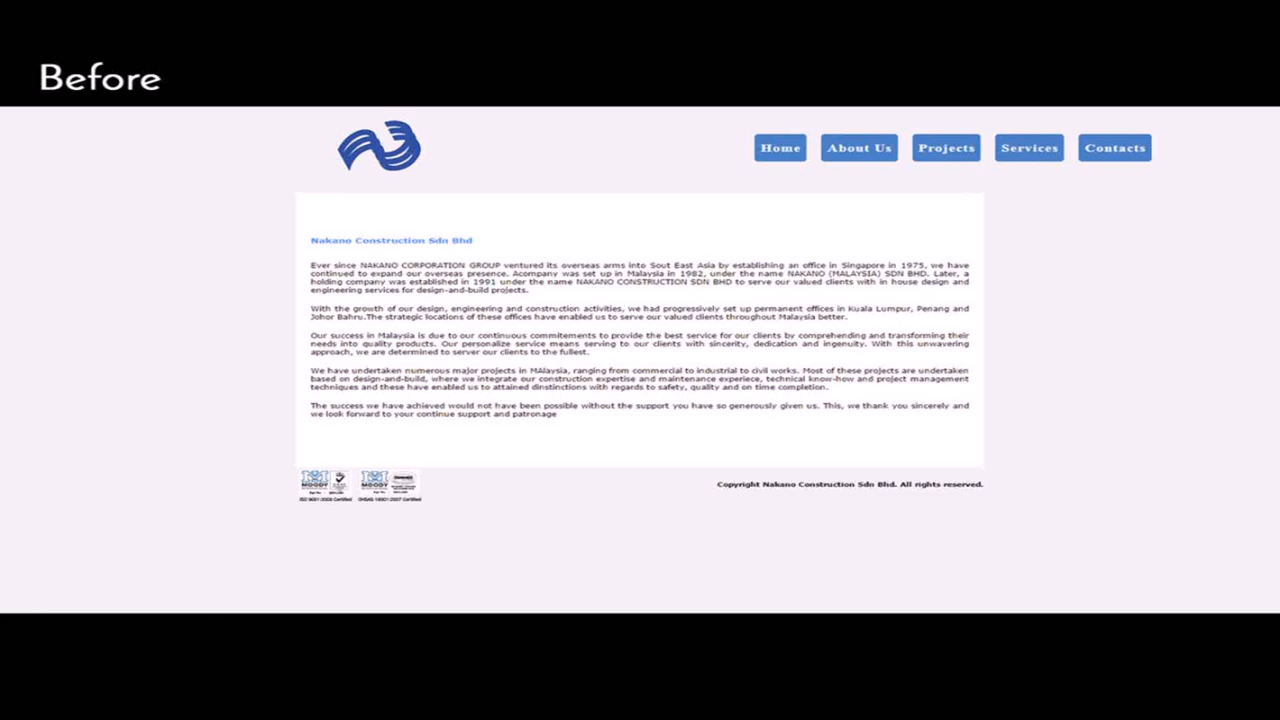 Before
Home
About Us
Projects
Services
Contacts
Nakano Construction Sdn Bhd
Ever since NAKANO CORPORATION GROUP ventured its overseas arms into Sout East Asia by establishing an office in Singapore in 1975, we have
continued to expand our overseas presence. Acompany was set up in Malaysia in 1982, under the name NAKANO (MALAYSIA) SDN BHD. Later, a
holding company was established in 1991 under the name NAKANO CONSTRUCTION SDN BHD to serve our valued clients with in house design and
engineering services for design-and-build projects.
With the growth of our design, engineering and construction activities, we had progressively set up permanent offices in Kuala Lumpur, Penang and
Johor Bahru.The strategic locations of these offices have enabled us to serve our valued clients throughout Malaysia better.
Our success in Malaysia is due to our continuous commitements to provide the best service for our clients by comprehending and transforming their
needs into quality products. Our personalize service means serving to our clients with sincerity, dedication and ingenuity. With this unwavering
approach, we are determined to server our clients to the fullest.
We have undertaken numerous major projects in MAlaysia, ranging from commercial to industrial to civil works. Most of these projects are undertaken
based on design-and-build, where we integrate our construction expertise and maintenance experiece, technical know-how and project management
techniques and these have enabled us to attained dinstinctions with regards to safety, quality and on time completion.
The success we have achieved would not have been possible without the support you have so generously given us. This, we thank you sincerely and
we look forward to your continue support and patronage
MOODY
MOODY
Copyright Nakano Construction Sdn Bhd. All rights reserved.